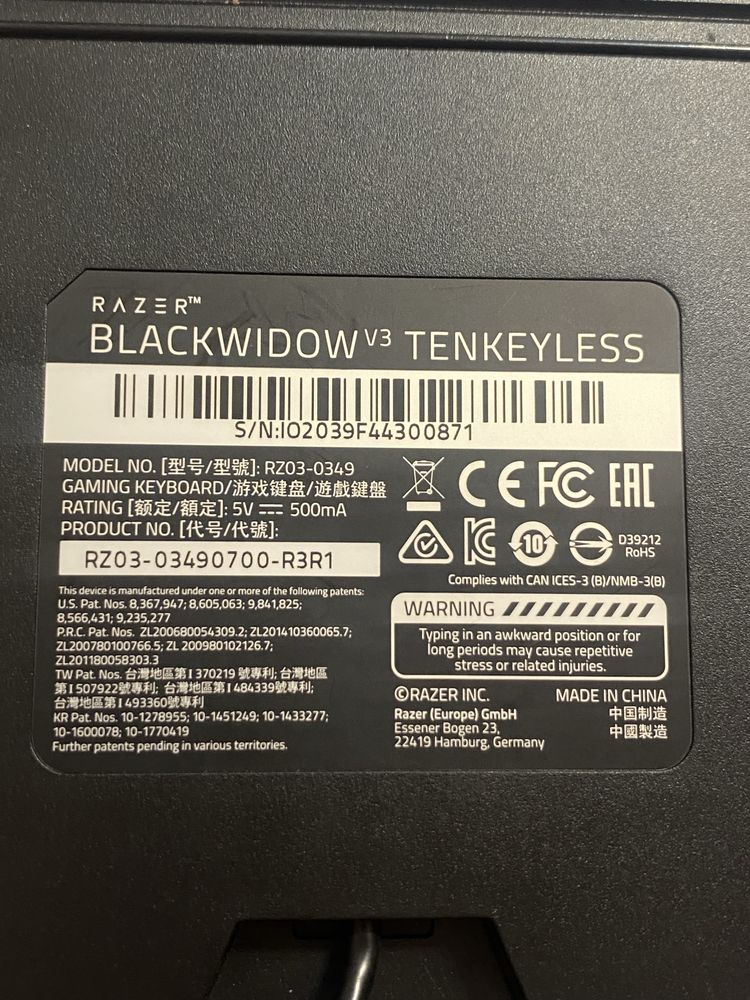 RAZER™
BLACKWIDOW V3 TENKEYLESS
S/N:IO2039F44300871
MODEL NO. [型号/型號]: RZ03-0349
GAMING KEYBOARD/游戏键盘/遊戲鍵盤
RATING [额定/額定]: 5V ⎓ 500mA
PRODUCT NO. [代号/代號]:
RZ03-03490700-R3R1
This device is manufactured under one or more of the following patents:
U.S. Pat. Nos. 8,367,947; 8,605,063; 9,841,825;
8,566,431; 9,235,277
P.R.C. Pat. Nos. ZL200680054309.2; ZL201410360065.7;
ZL200780100766.5; ZL 200980102126.7;
ZL201180058303.3
TW Pat. Nos. 台灣地區第 I 370219 號專利; 台灣地區
第 I 507922號專利; 台灣地區第 I 484339號專利;
台灣地區第 I 493360號專利
KR Pat. Nos. 10-1278955; 10-1451249; 10-1433277;
10-1600078; 10-1770419
Further patents pending in various territories.
CE FC EAC
10
D39212
RoHS
Complies with CAN ICES-3 (B)/NMB-3(B)
WARNING
Typing in an awkward position or for
long periods may cause repetitive
stress or related injuries.
©RAZER INC.
Razer (Europe) GmbH
Essener Bogen 23,
22419 Hamburg, Germany
MADE IN CHINA
中国制造
中國製造